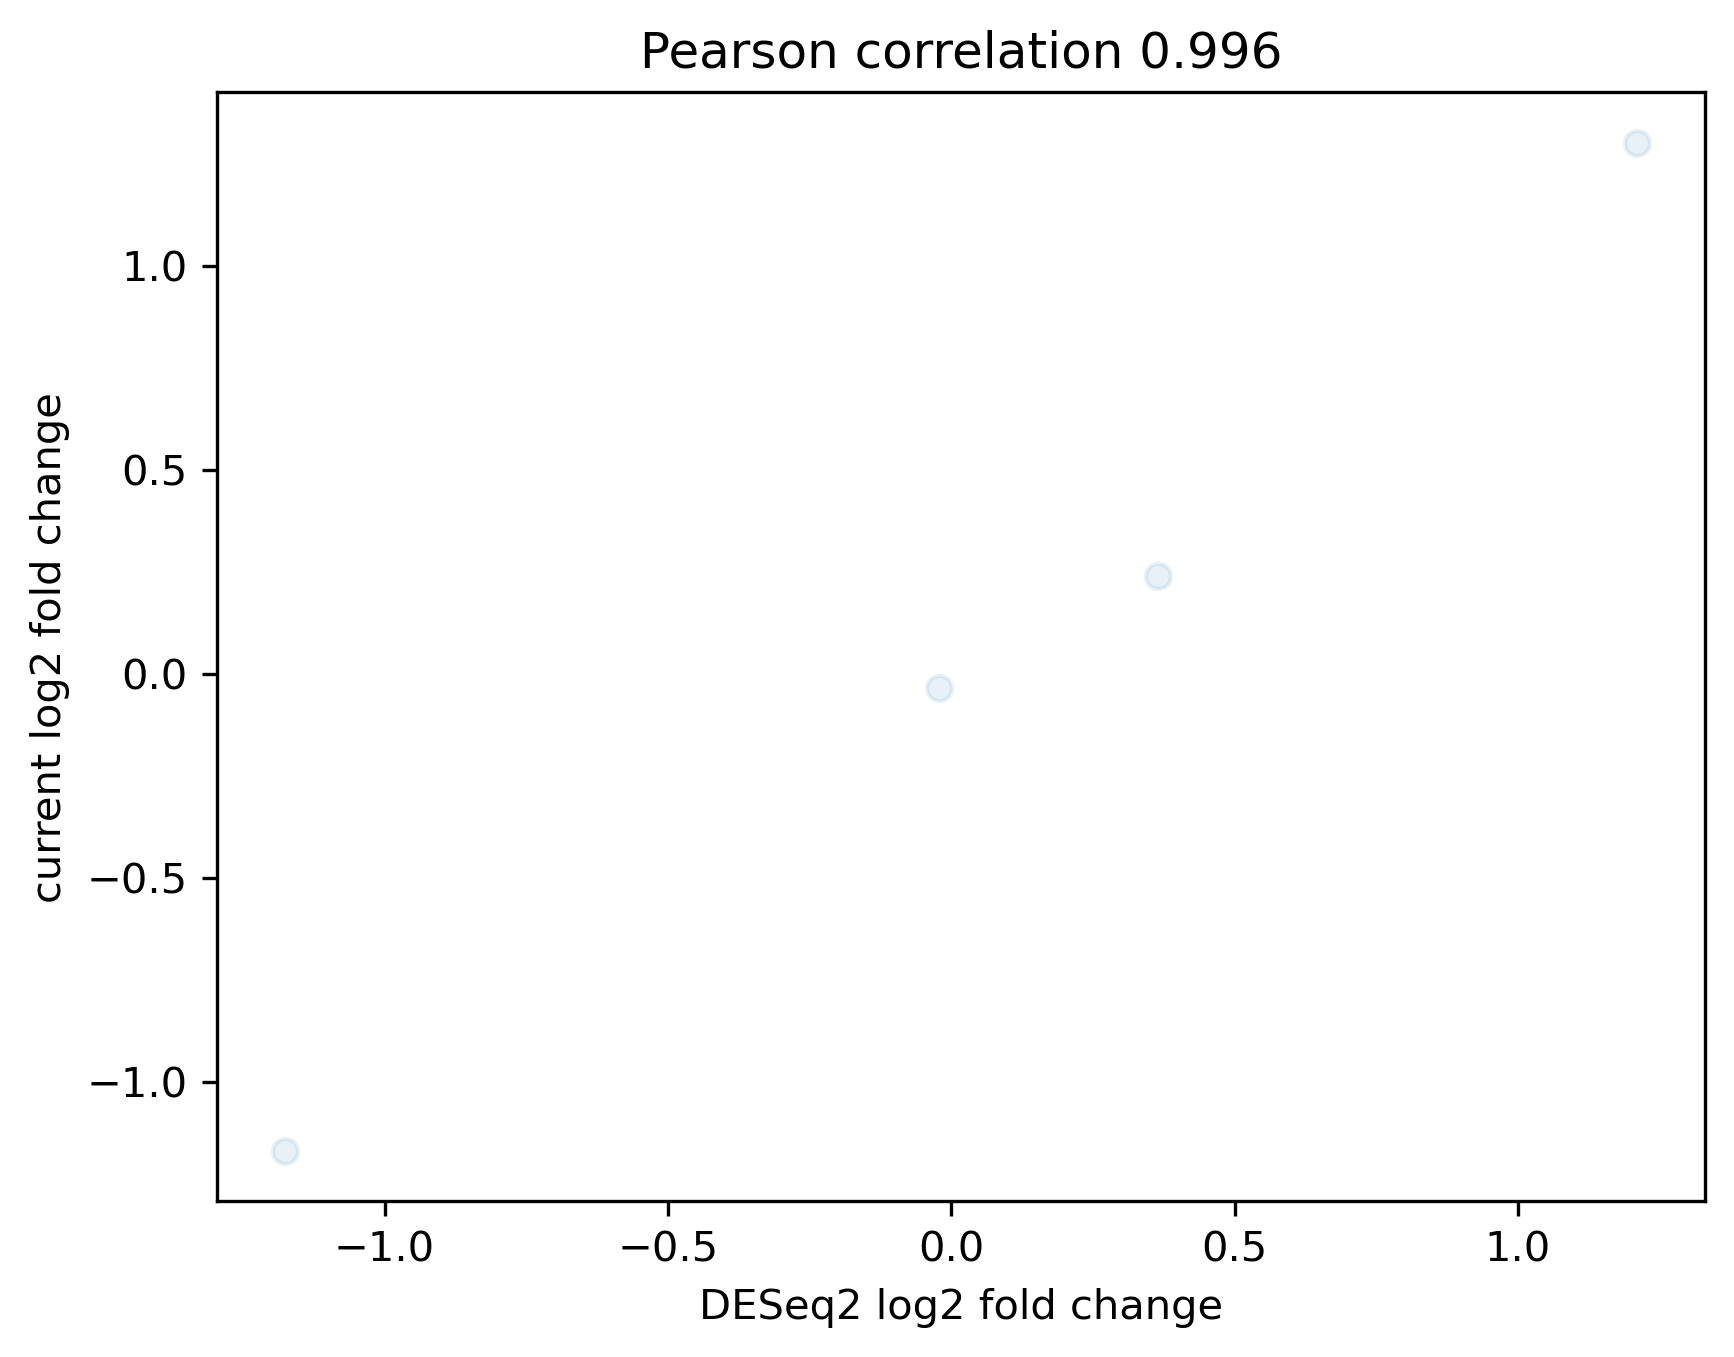 Pearson correlation 0.996
1.0
0.5
0.0
−0.5
−1.0
current log2 fold change
−1.0 −0.5 0.0 0.5 1.0
DESeq2 log2 fold change